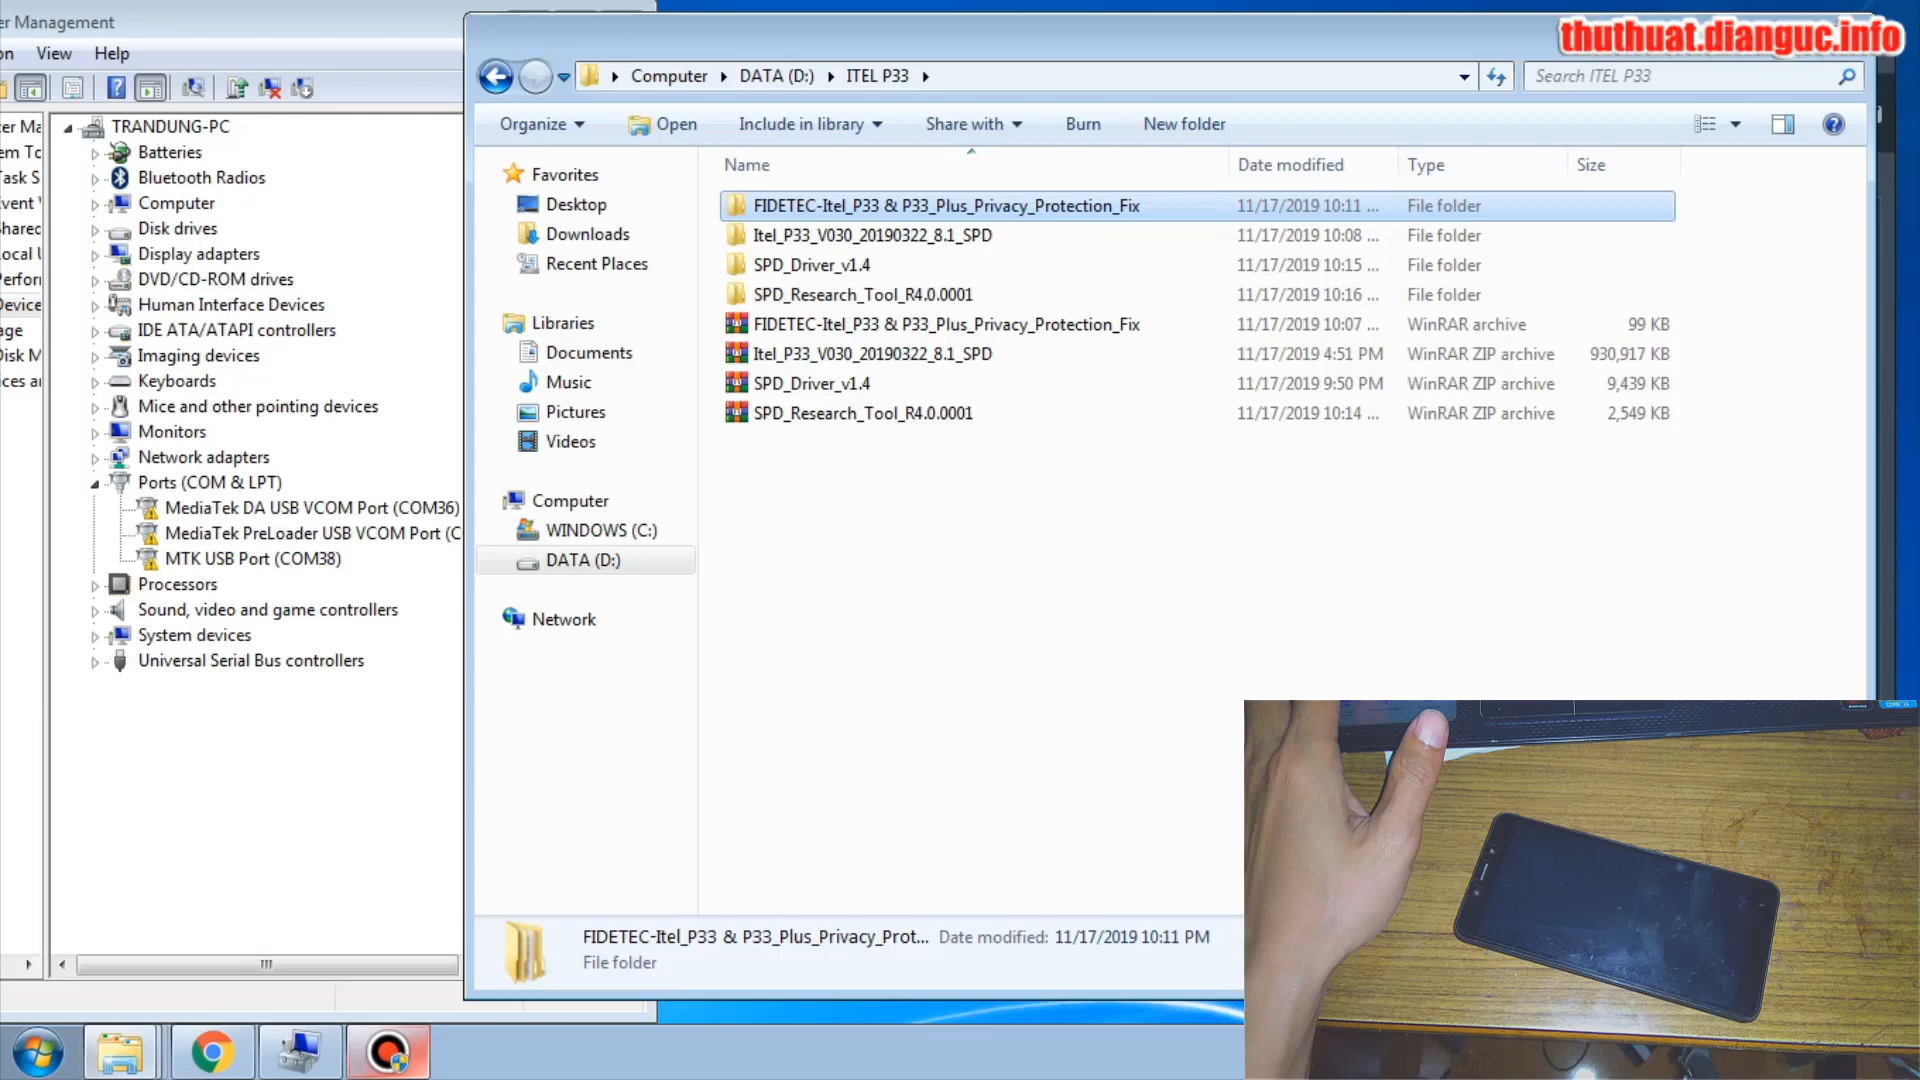 thuthuat.dianguc.info
er Management
on View Help
er Ma
em To
Task S
vent
Shared
Local U
Perfor
Device
age
Disk M
ces ar
TRANDUNG-PC
Batteries
Bluetooth Radios
Computer
Disk drives
Display adapters
DVD/CD-ROM drives
Human Interface Devices
IDE ATA/ATAPI controllers
Imaging devices
Keyboards
Mice and other pointing devices
Monitors
Network adapters
Ports (COM & LPT)
MediaTek DA USB VCOM Port (COM36)
MediaTek PreLoader USB VCOM Port (C
MTK USB Port (COM38)
Processors
Sound, video and game controllers
System devices
Universal Serial Bus controllers
Computer DATA (D:) ITEL P33
Search ITEL P33
Organize Open Include in library Share with Burn New folder
Favorites
Desktop
Downloads
Recent Places
Libraries
Documents
Music
Pictures
Videos
Computer
WINDOWS (C:)
DATA (D:)
Network
Name Date modified Type Size
FIDETEC-Itel_P33 & P33_Plus_Privacy_Protection_Fix 11/17/2019 10:11 ... File folder
Itel_P33_V030_20190322_8.1_SPD 11/17/2019 10:08 ... File folder
SPD_Driver_v1.4 11/17/2019 10:15 ... File folder
SPD_Research_Tool_R4.0.0001 11/17/2019 10:16 ... File folder
FIDETEC-Itel_P33 & P33_Plus_Privacy_Protection_Fix 11/17/2019 10:07 ... WinRAR archive 99 KB
Itel_P33_V030_20190322_8.1_SPD 11/17/2019 4:51 PM WinRAR ZIP archive 930,917 KB
SPD_Driver_v1.4 11/17/2019 9:50 PM WinRAR ZIP archive 9,439 KB
SPD_Research_Tool_R4.0.0001 11/17/2019 10:14 ... WinRAR ZIP archive 2,549 KB
FIDETEC-Itel_P33 & P33_Plus_Privacy_Prot... Date modified: 11/17/2019 10:11 PM
File folder